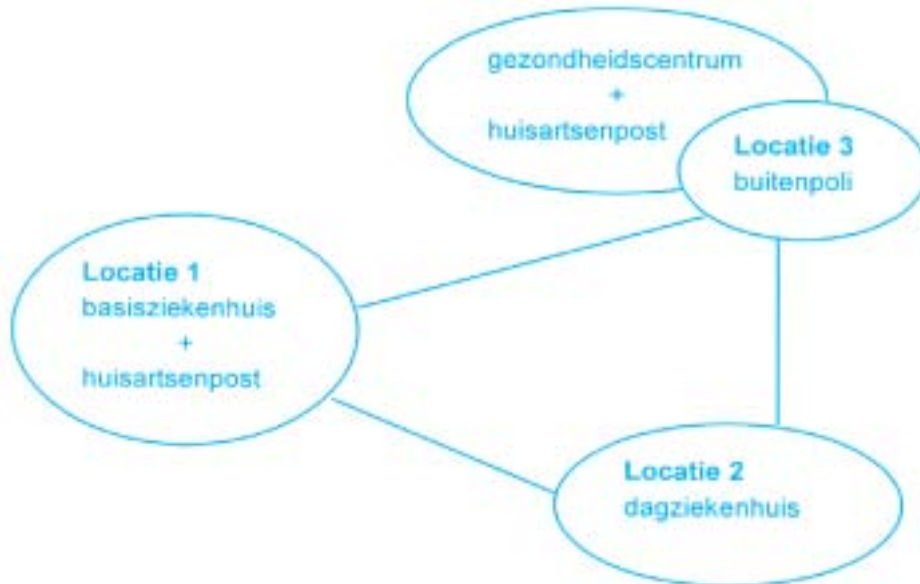 gezondheidscentrum
+
huisartsenpost
Locatie 3
buitenpoli
Locatie 1
basisziekenhuis
+
huisartsenpost
Locatie 2
dagziekenhuis